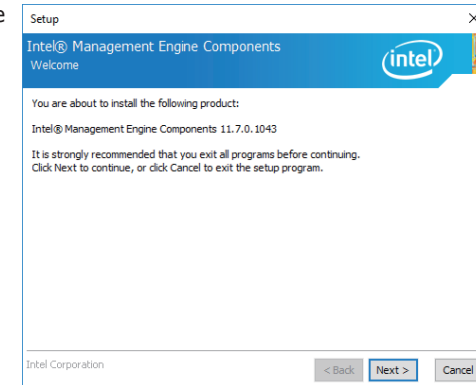 e
Setup
Intel® Management Engine Components
Welcome
intel
You are about to install the following product:
Intel® Management Engine Components 11.7.0.1043
It is strongly recommended that you exit all programs before continuing.
Click Next to continue, or click Cancel to exit the setup program.
Intel Corporation
< Back Next > Cancel